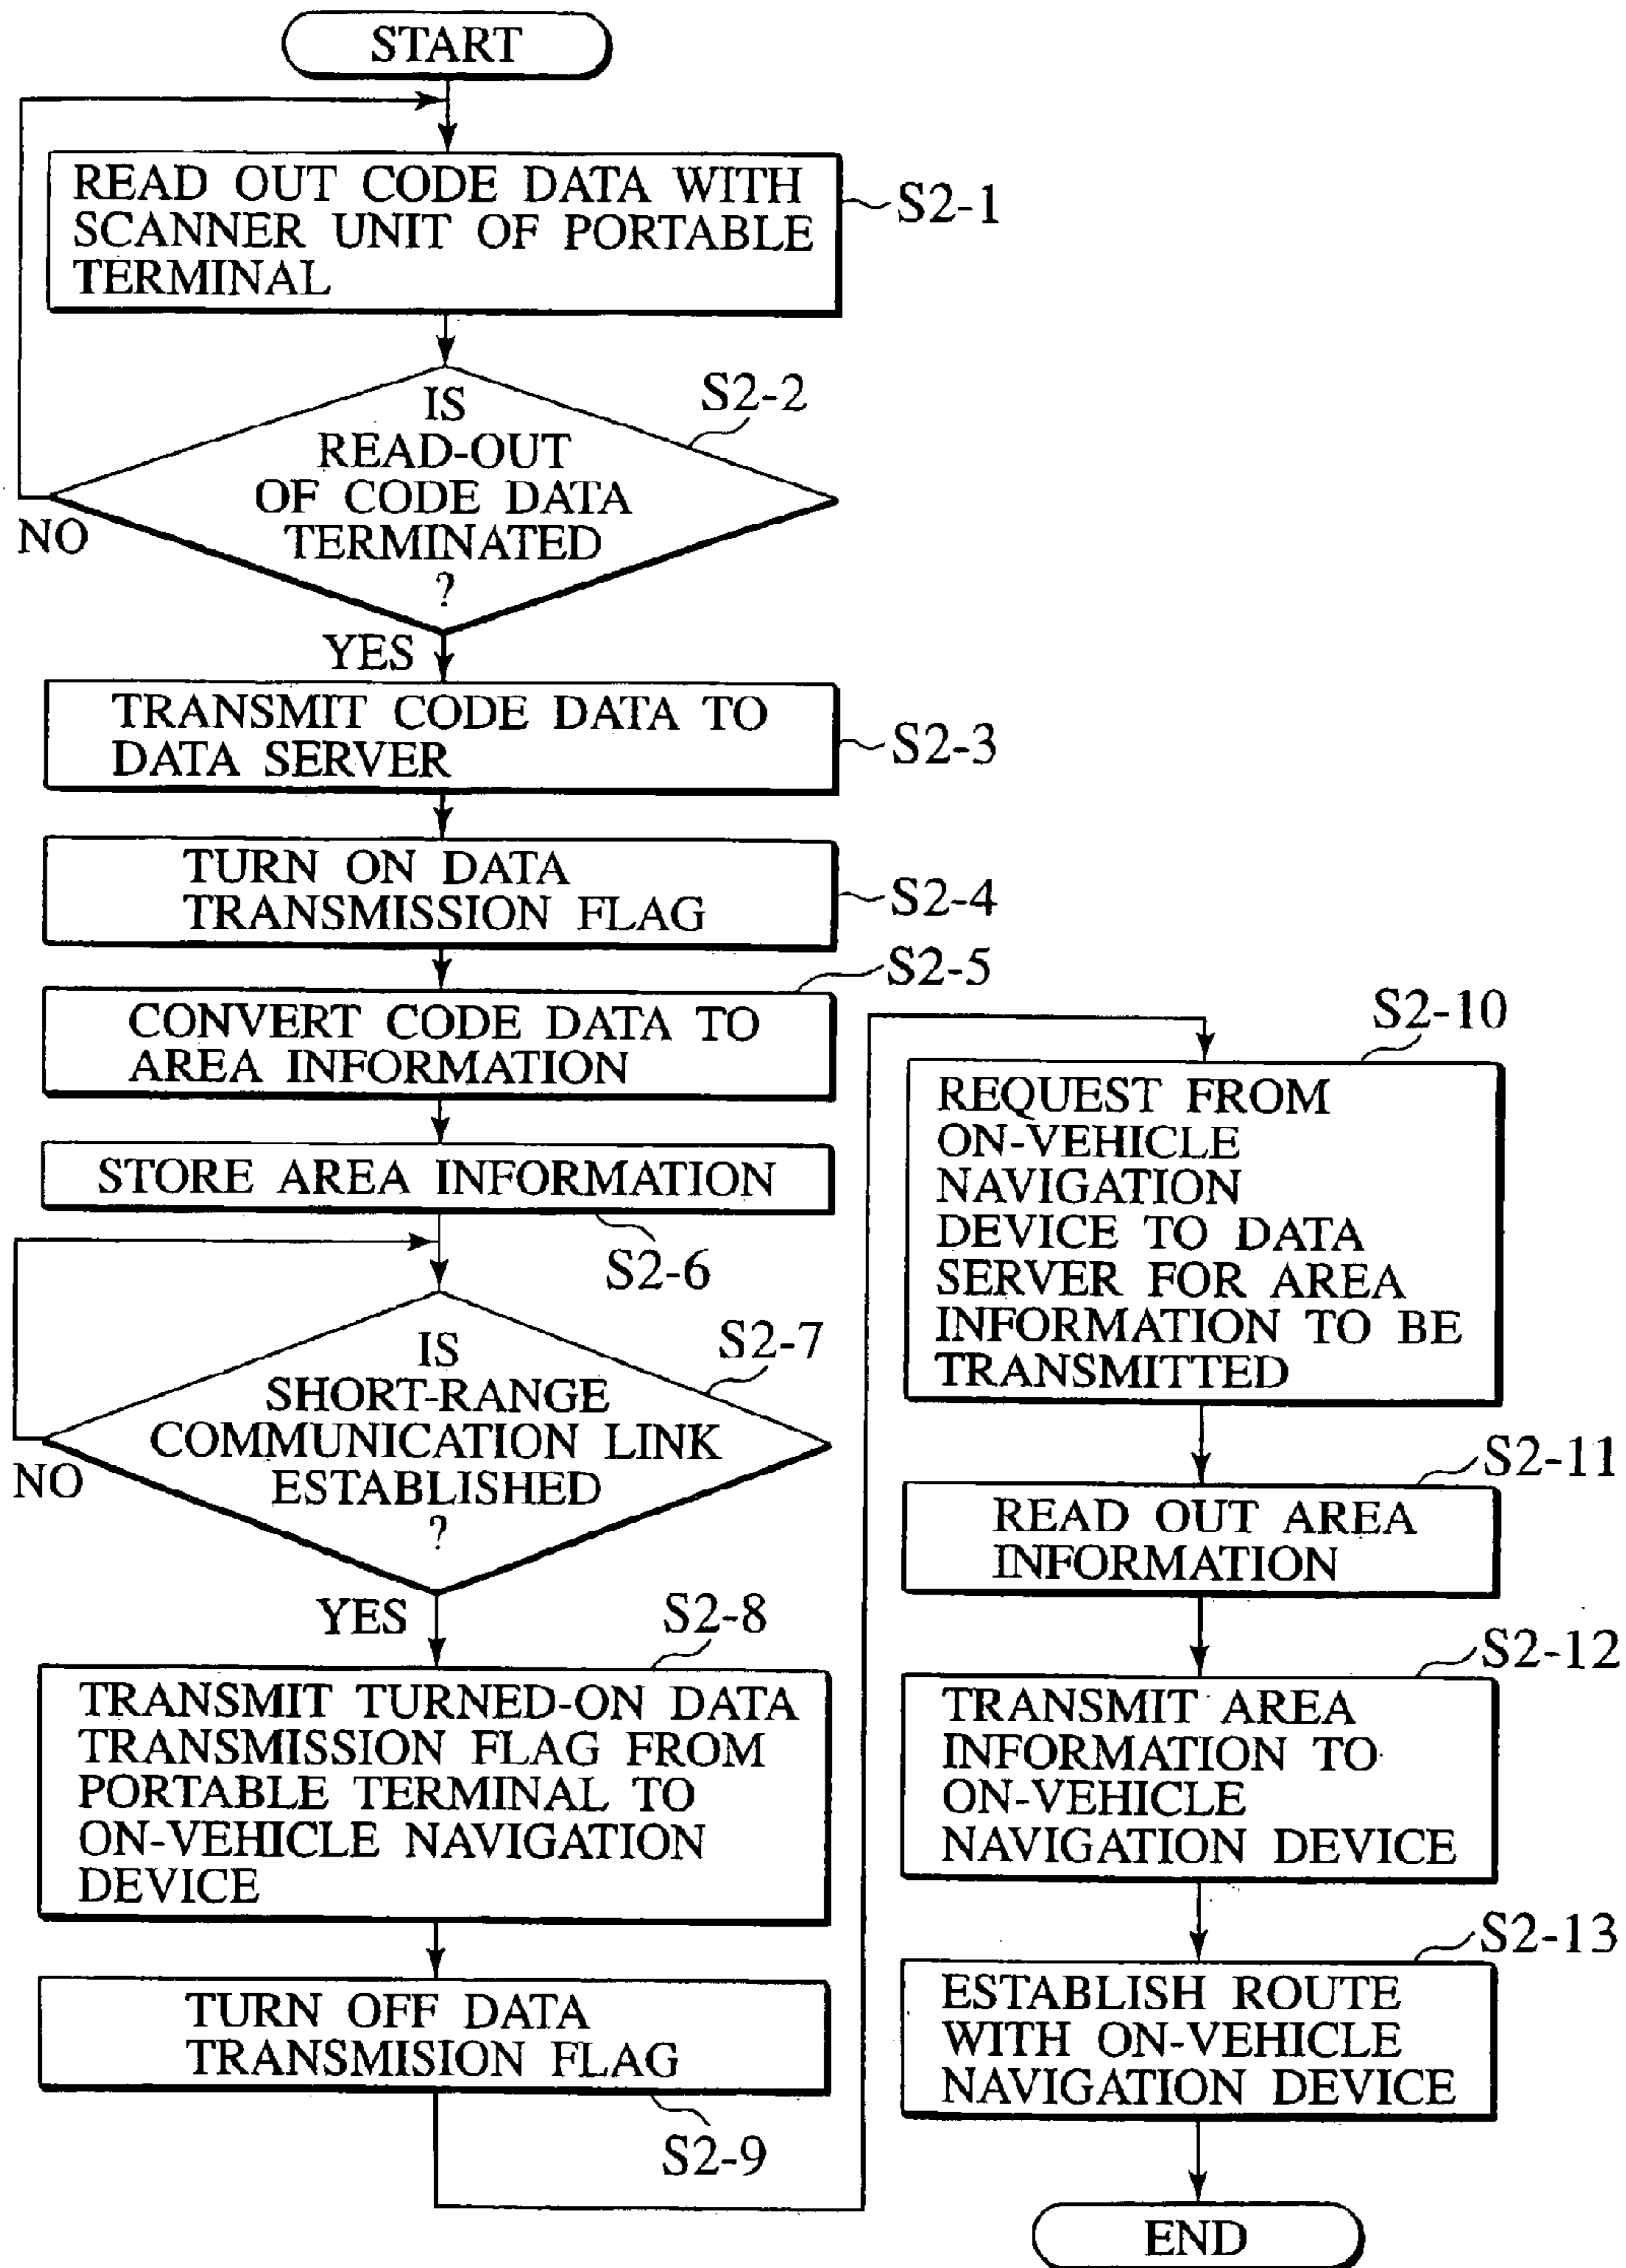 START
READ OUT CODE DATA WITH
SCANNER UNIT OF PORTABLE
TERMINAL
S2-1
S2-2
IS
READ-OUT
OF CODE DATA
TERMINATED
?
NO
YES
TRANSMIT CODE DATA TO
DATA SERVER
S2-3
TURN ON DATA
TRANSMISSION FLAG
S2-4
S2-5
CONVERT CODE DATA TO
AREA INFORMATION
STORE AREA INFORMATION
S2-6
S2-7
IS
SHORT-RANGE
COMMUNICATION LINK
ESTABLISHED
?
NO
YES
S2-8
TRANSMIT TURNED-ON DATA
TRANSMISSION FLAG FROM
PORTABLE TERMINAL TO
ON-VEHICLE NAVIGATION
DEVICE
TURN OFF DATA
TRANSMISION FLAG
S2-9
S2-10
REQUEST FROM
ON-VEHICLE
NAVIGATION
DEVICE TO DATA
SERVER FOR AREA
INFORMATION TO BE
TRANSMITTED
S2-11
READ OUT AREA
INFORMATION
S2-12
TRANSMIT AREA
INFORMATION TO
ON-VEHICLE
NAVIGATION DEVICE
S2-13
ESTABLISH ROUTE
WITH ON-VEHICLE
NAVIGATION DEVICE
END